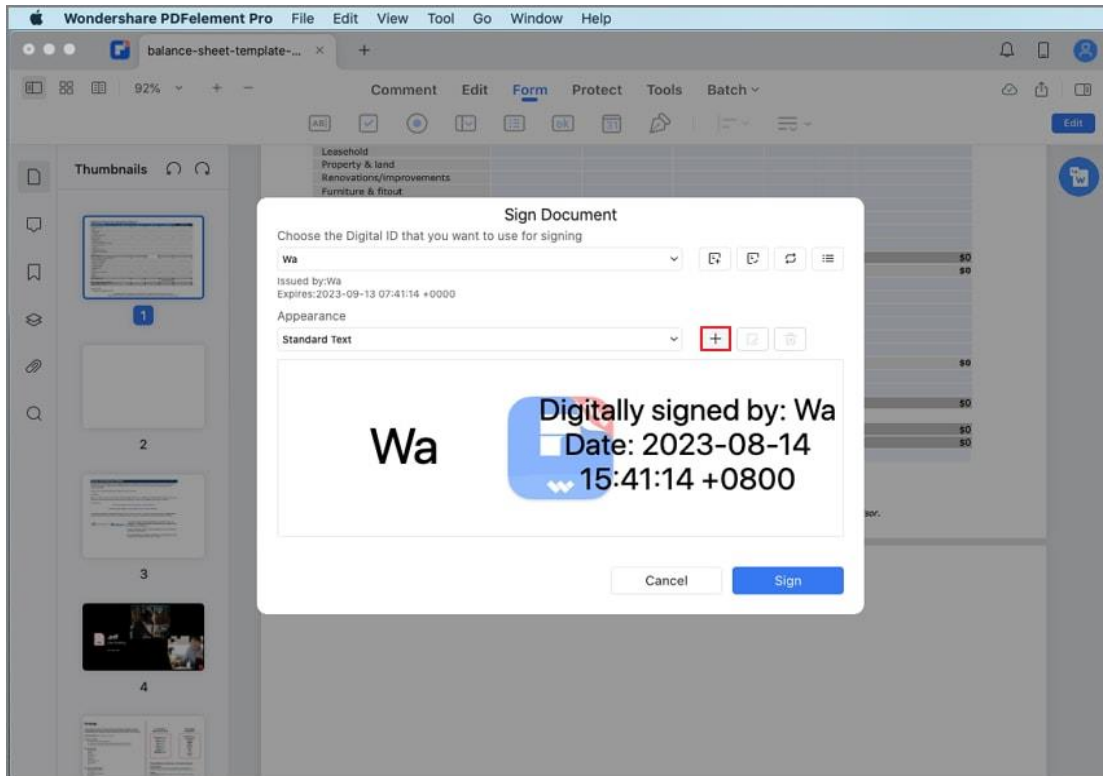 Wondershare PDFelement Pro File Edit View Tool Go Window Help
balance-sheet-template-... × +
92% + − Comment Edit Form Protect Tools Batch
AB ok 31 Edit
Thumbnails
Leasehold
Property & land
Renovations/improvements
Furniture & fitout
W
Sign Document
Choose the Digital ID that you want to use for signing
Wa
Issued by:Wa
Expires:2023-09-13 07:41:14 +0000
Appearance
Standard Text
+
Wa
Digitally signed by: Wa
Date: 2023-08-14
15:41:14 +0800
Cancel Sign
$0
$0
$0
$0
$0
$0
sor.
1
2
3
4